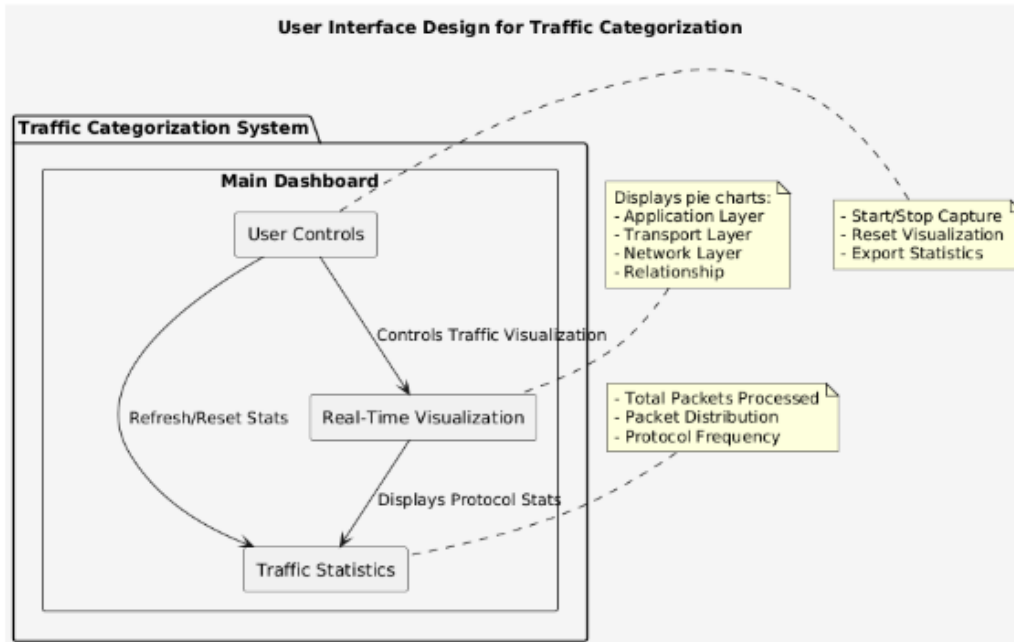 User Interface Design for Traffic Categorization
Traffic Categorization System
Main Dashboard
User Controls
Displays pie charts:
- Application Layer
- Transport Layer
- Network Layer
- Relationship
- Start/Stop Capture
- Reset Visualization
- Export Statistics
Controls Traffic Visualization
Refresh/Reset Stats
Real-Time Visualization
- Total Packets Processed
- Packet Distribution
- Protocol Frequency
Displays Protocol Stats
Traffic Statistics